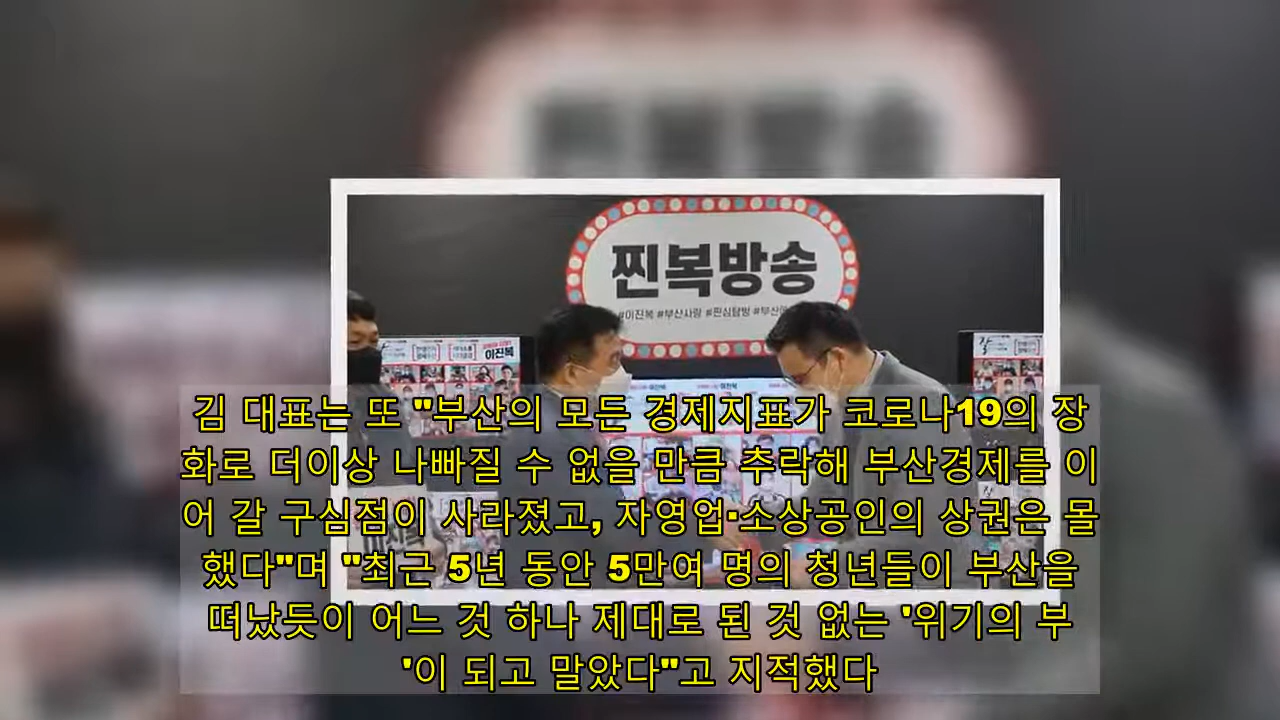 찐복방송
#이진복 #부산사랑 #찐심탐방
이진복
김 대표는 또 "부산의 모든 경제지표가 코로나19의 장
화로 더이상 나빠질 수 없을 만큼 추락해 부산경제를 이
어 갈 구심점이 사라졌고, 자영업·소상공인의 상권은 몰
했다"며 "최근 5년 동안 5만여 명의 청년들이 부산을
떠났듯이 어느 것 하나 제대로 된 것 없는 '위기의 부
'이 되고 말았다"고 지적했다